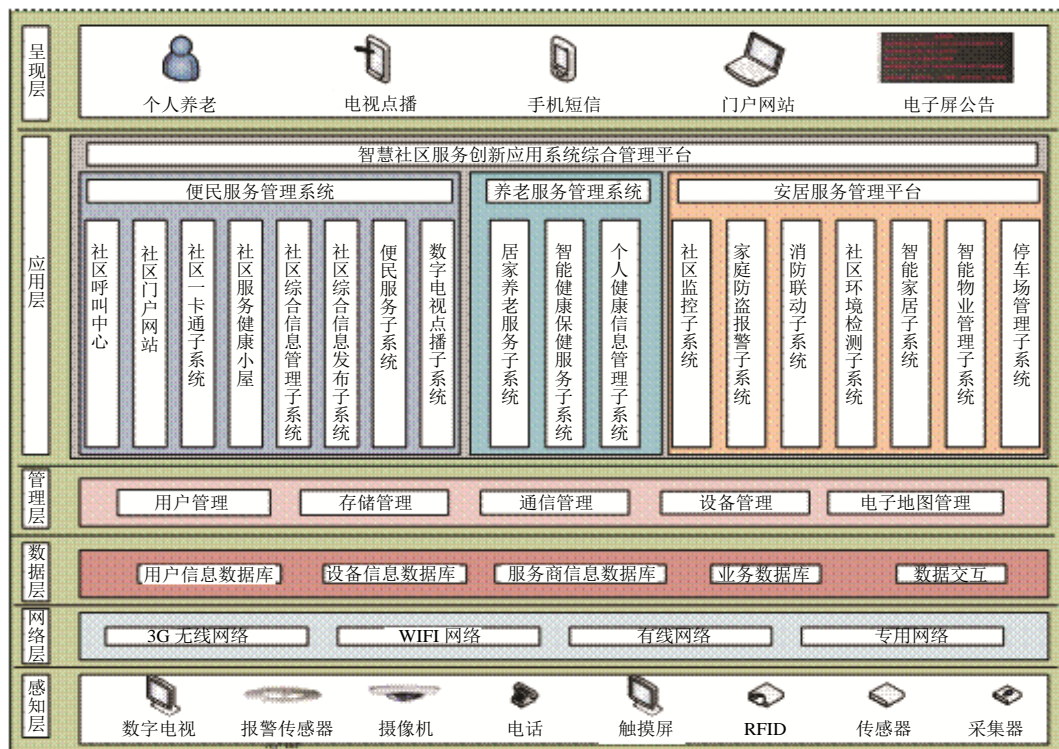 呈现层
个人养老
电视点播
手机短信
门户网站
电子屏公告
应用层
智慧社区服务创新应用系统综合管理平台
便民服务管理系统
社区呼叫中心
社区门户网站
社区一卡通子系统
社区服务健康小屋
社区综合信息管理子系统
社区综合信息发布子系统
便民服务子系统
数字电视点播子系统
养老服务管理系统
居家养老服务子系统
智能健康保健服务子系统
个人健康信息管理子系统
安居服务管理平台
社区监控子系统
家庭防盗报警子系统
消防联动子系统
社区环境检测子系统
智能家居子系统
智能物业管理子系统
停车场管理子系统
管理层
用户管理
存储管理
通信管理
设备管理
电子地图管理
数据层
用户信息数据库
设备信息数据库
服务商信息数据库
业务数据库
数据交互
网络层
3G 无线网络
WIFI 网络
有线网络
专用网络
感知层
数字电视
报警传感器
摄像机
电话
触摸屏
RFID
传感器
采集器